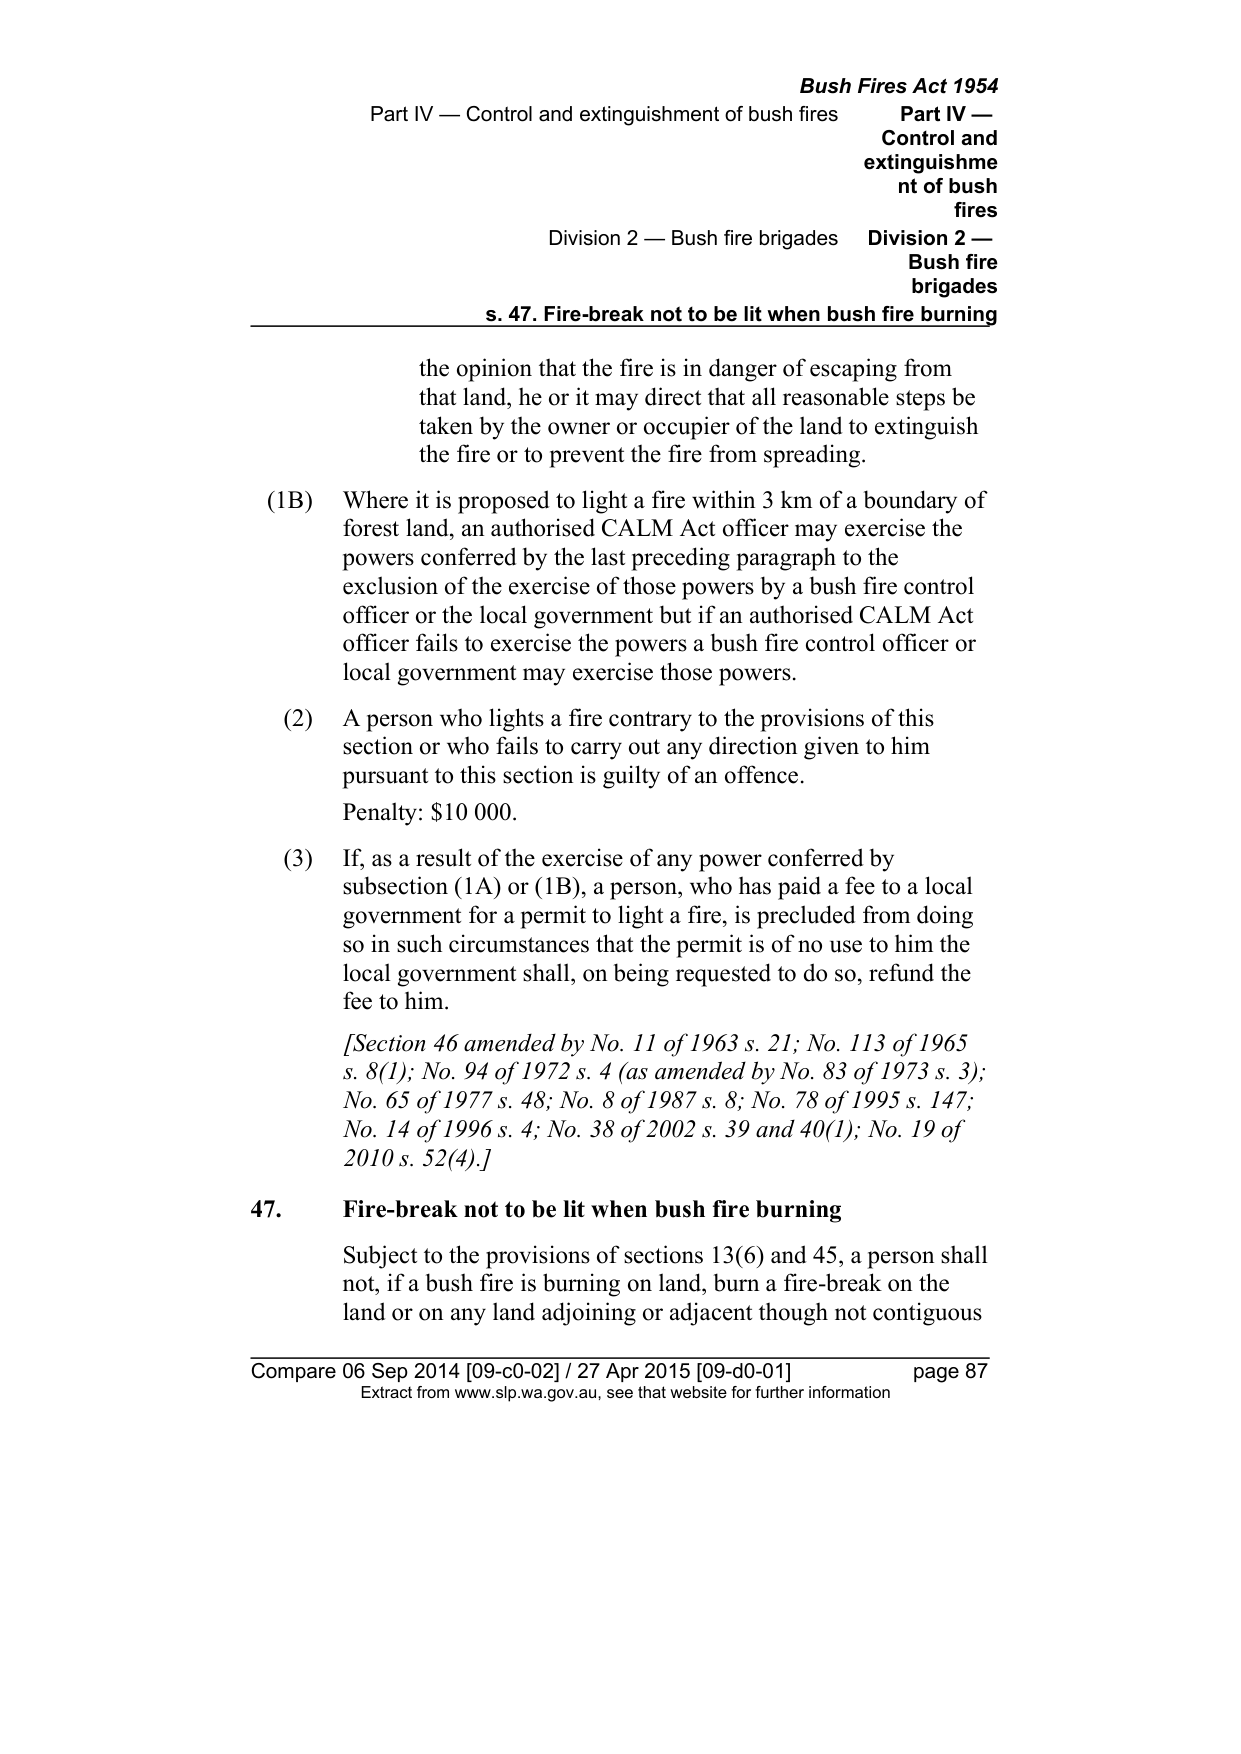 Bush Fires Act 1954
Part IV — Control and extinguishment of bush fires
Part IV —
Control and
extinguishme
nt of bush
fires
Division 2 — Bush fire brigades
Division 2 —
Bush fire
brigades
s. 47. Fire-break not to be lit when bush fire burning
the opinion that the fire is in danger of escaping from
that land, he or it may direct that all reasonable steps be
taken by the owner or occupier of the land to extinguish
the fire or to prevent the fire from spreading.
(1B) Where it is proposed to light a fire within 3 km of a boundary of
forest land, an authorised CALM Act officer may exercise the
powers conferred by the last preceding paragraph to the
exclusion of the exercise of those powers by a bush fire control
officer or the local government but if an authorised CALM Act
officer fails to exercise the powers a bush fire control officer or
local government may exercise those powers.
(2) A person who lights a fire contrary to the provisions of this
section or who fails to carry out any direction given to him
pursuant to this section is guilty of an offence.
Penalty: $10 000.
(3) If, as a result of the exercise of any power conferred by
subsection (1A) or (1B), a person, who has paid a fee to a local
government for a permit to light a fire, is precluded from doing
so in such circumstances that the permit is of no use to him the
local government shall, on being requested to do so, refund the
fee to him.
[Section 46 amended by No. 11 of 1963 s. 21; No. 113 of 1965
s. 8(1); No. 94 of 1972 s. 4 (as amended by No. 83 of 1973 s. 3);
No. 65 of 1977 s. 48; No. 8 of 1987 s. 8; No. 78 of 1995 s. 147;
No. 14 of 1996 s. 4; No. 38 of 2002 s. 39 and 40(1); No. 19 of
2010 s. 52(4).]
47. Fire-break not to be lit when bush fire burning
Subject to the provisions of sections 13(6) and 45, a person shall
not, if a bush fire is burning on land, burn a fire-break on the
land or on any land adjoining or adjacent though not contiguous
Compare 06 Sep 2014 [09-c0-02] / 27 Apr 2015 [09-d0-01] page 87
Extract from www.slp.wa.gov.au, see that website for further information